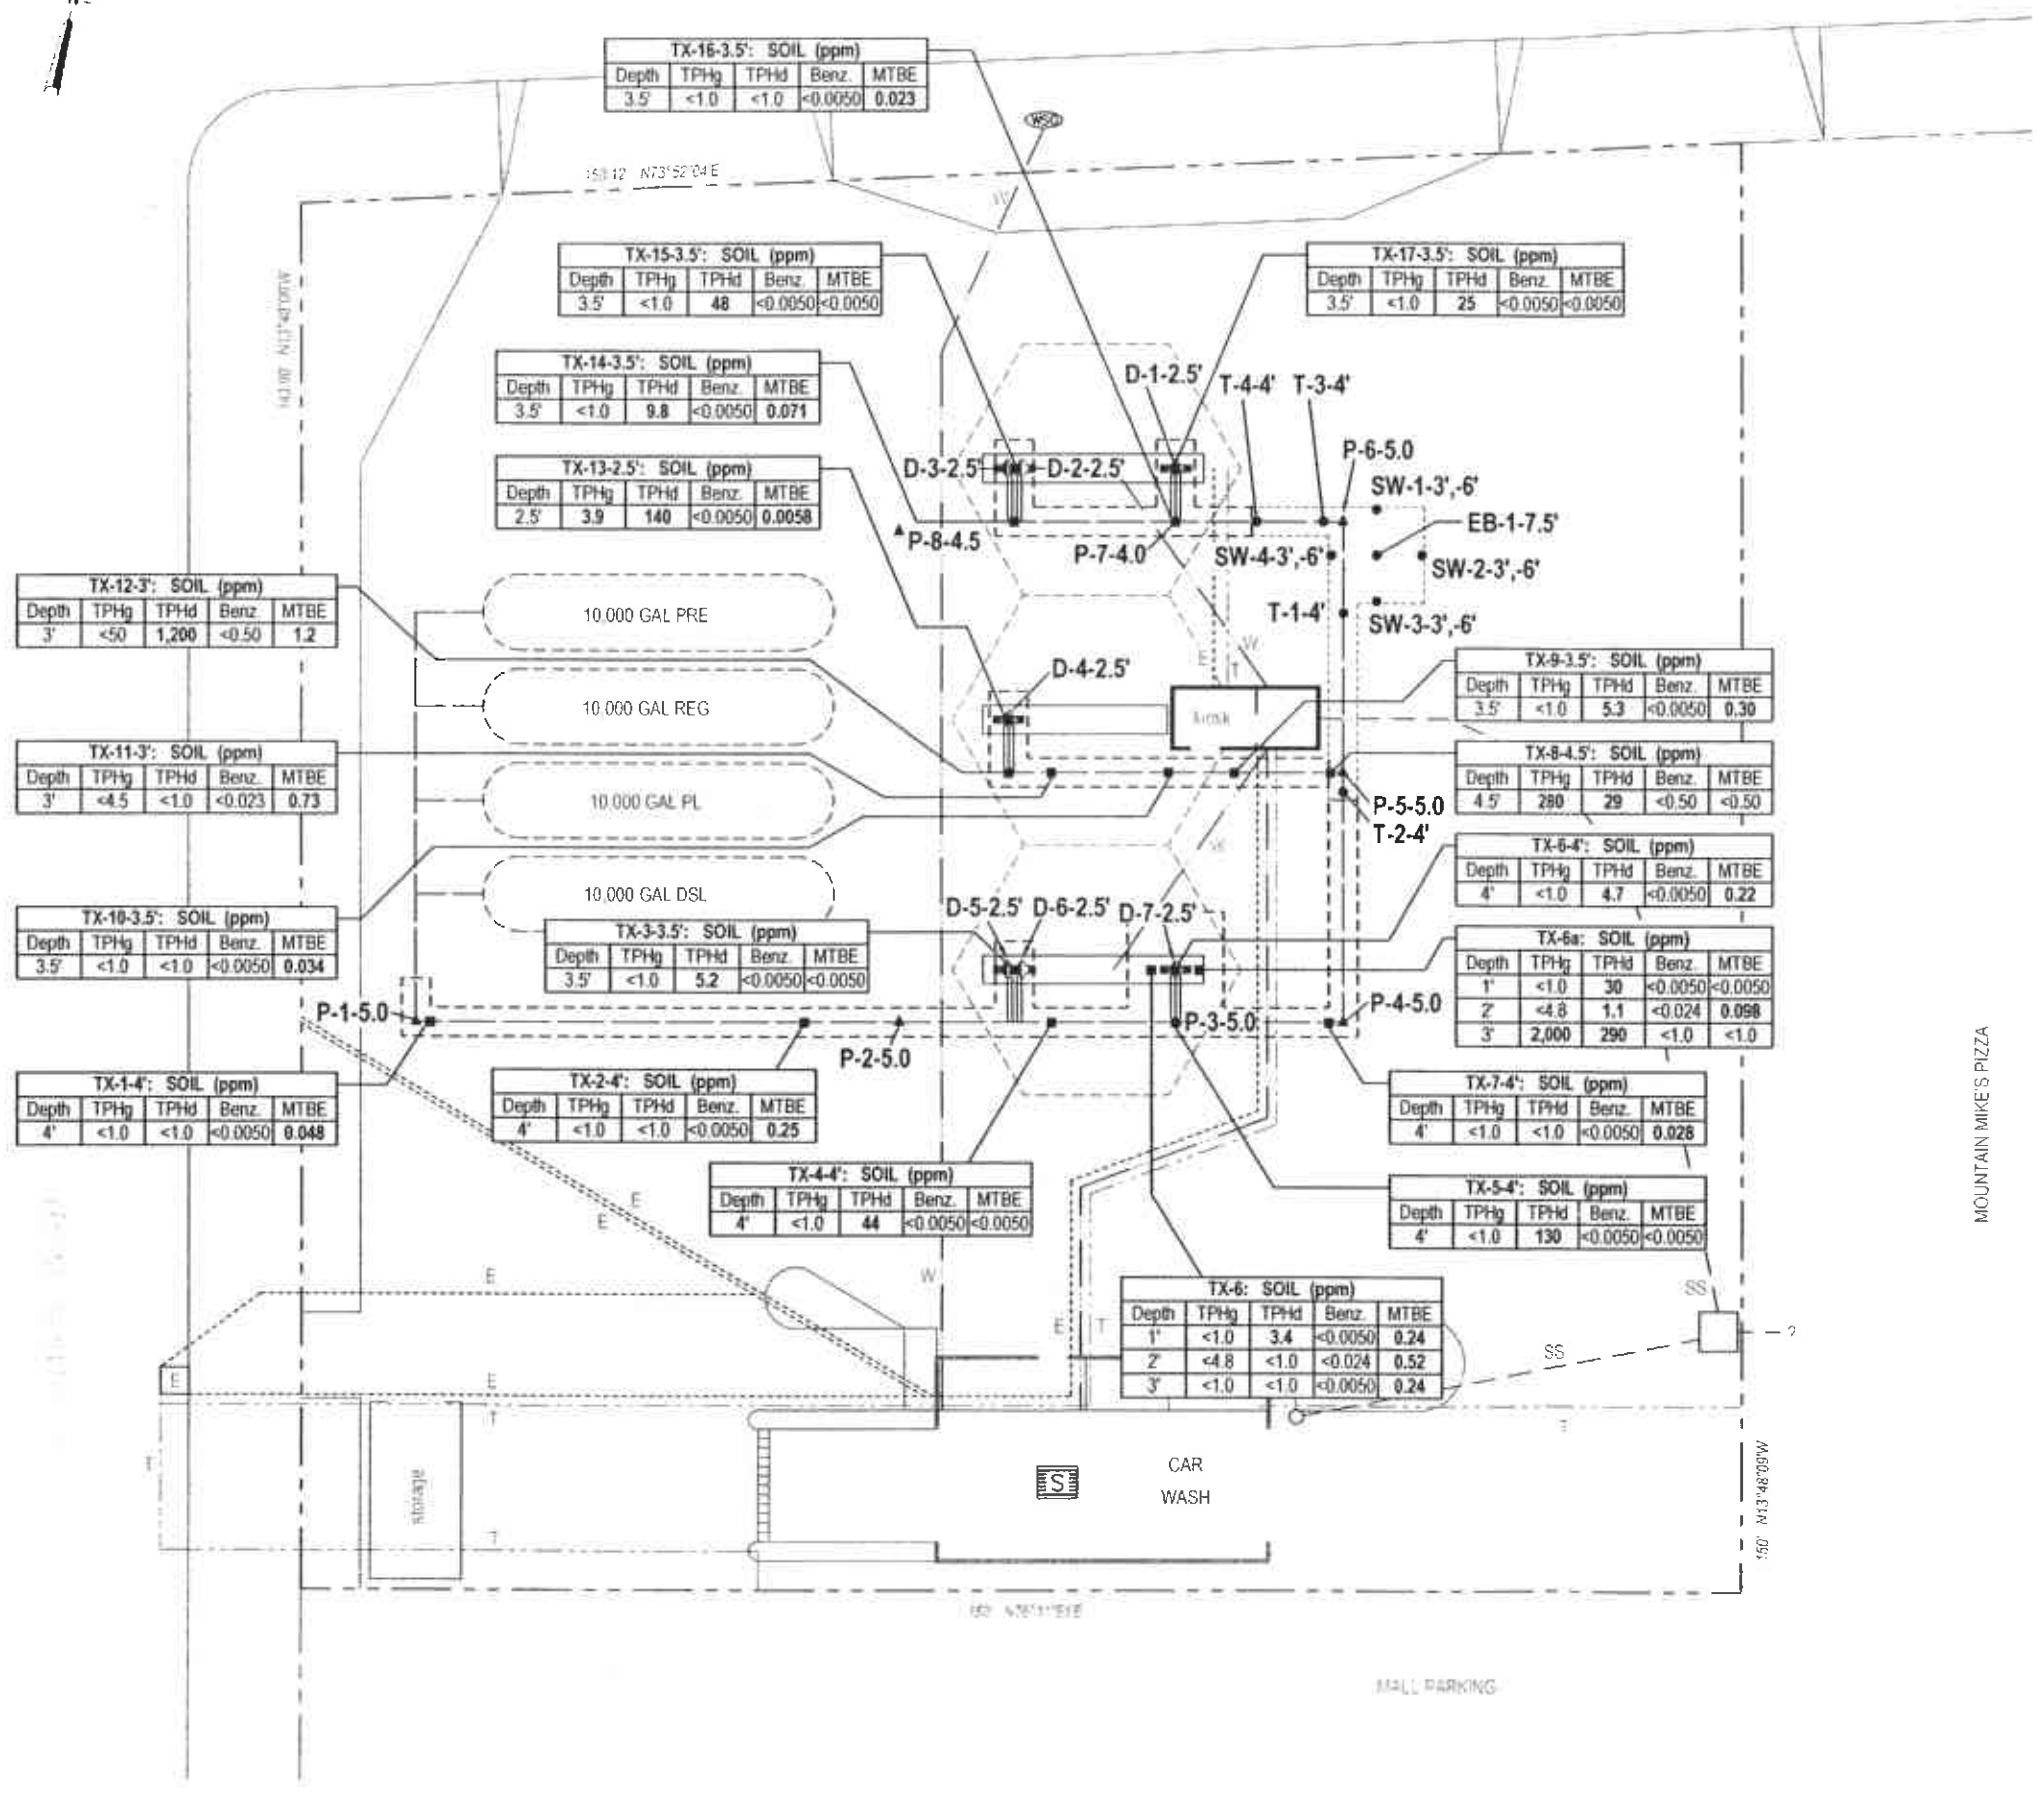 TX-16-3.5': SOIL (ppm)
Depth TPHg TPHd Benz. MTBE
3.5' <1.0 <1.0 <0.0050 0.023
WSO
N73°52'04"E
W
TX-15-3.5': SOIL (ppm)
Depth TPHg TPHd Benz. MTBE
3.5' <1.0 48 <0.0050 <0.0050
TX-17-3.5': SOIL (ppm)
Depth TPHg TPHd Benz. MTBE
3.5' <1.0 25 <0.0050 <0.0050
TX-14-3.5': SOIL (ppm)
Depth TPHg TPHd Benz. MTBE
3.5' <1.0 9.8 <0.0050 0.071
D-1-2.5' T-4-4' T-3-4'
TX-13-2.5': SOIL (ppm)
Depth TPHg TPHd Benz. MTBE
2.5' 3.9 140 <0.0050 0.0058
D-3-2.5' D-2-2.5'
P-6-5.0
SW-1-3',-6'
EB-1-7.5'
P-8-4.5
P-7-4.0
SW-4-3',-6'
SW-2-3',-6'
T-1-4'
SW-3-3',-6'
TX-12-3': SOIL (ppm)
Depth TPHg TPHd Benz. MTBE
3' <50 1,200 <0.50 1.2
10,000 GAL PRE
E
T
W
D-4-2.5'
10,000 GAL REG
kiosk
TX-9-3.5': SOIL (ppm)
Depth TPHg TPHd Benz. MTBE
3.5' <1.0 5.3 <0.0050 0.30
TX-11-3': SOIL (ppm)
Depth TPHg TPHd Benz. MTBE
3' <4.5 <1.0 <0.023 0.73
10,000 GAL PL
TX-8-4.5': SOIL (ppm)
Depth TPHg TPHd Benz. MTBE
4.5' 280 29 <0.50 <0.50
P-5-5.0
T-2-4'
TX-6-4': SOIL (ppm)
Depth TPHg TPHd Benz. MTBE
4' <1.0 4.7 <0.0050 0.22
10,000 GAL DSL
TX-10-3.5': SOIL (ppm)
Depth TPHg TPHd Benz. MTBE
3.5' <1.0 <1.0 <0.0050 0.034
D-5-2.5' D-6-2.5' D-7-2.5'
TX-3-3.5': SOIL (ppm)
Depth TPHg TPHd Benz. MTBE
3.5' <1.0 5.2 <0.0050 <0.0050
TX-6a: SOIL (ppm)
Depth TPHg TPHd Benz. MTBE
1' <1.0 30 <0.0050 <0.0050
2' <4.8 1.1 <0.024 0.098
3' 2,000 290 <1.0 <1.0
P-1-5.0
P-2-5.0
P-3-5.0
P-4-5.0
MOUNTAIN MIKE'S PIZZA
TX-1-4': SOIL (ppm)
Depth TPHg TPHd Benz. MTBE
4' <1.0 <1.0 <0.0050 0.048
TX-2-4': SOIL (ppm)
Depth TPHg TPHd Benz. MTBE
4' <1.0 <1.0 <0.0050 0.25
TX-7-4': SOIL (ppm)
Depth TPHg TPHd Benz. MTBE
4' <1.0 <1.0 <0.0050 0.028
TX-4-4': SOIL (ppm)
Depth TPHg TPHd Benz. MTBE
4' <1.0 44 <0.0050 <0.0050
TX-5-4': SOIL (ppm)
Depth TPHg TPHd Benz. MTBE
4' <1.0 130 <0.0050 <0.0050
E
E
E
W
TX-6: SOIL (ppm)
Depth TPHg TPHd Benz. MTBE
1' <1.0 3.4 <0.0050 0.24
2' <4.8 <1.0 <0.024 0.52
3' <1.0 <1.0 <0.0050 0.24
E T
SS
?
SS
E
E
T
T
storage
T
S
CAR
WASH
150' N13°48'09"W
MALL PARKING